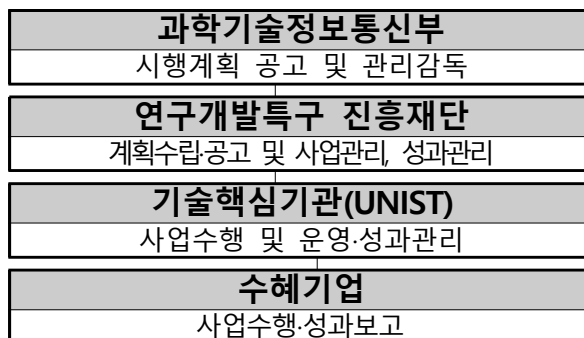 과학기술정보통신부
시행계획 공고 및 관리감독
연구개발특구 진흥재단
계획수립·공고 및 사업관리, 성과관리
기술핵심기관(UNIST)
사업수행 및 운영·성과관리
수혜기업
사업수행·성과보고